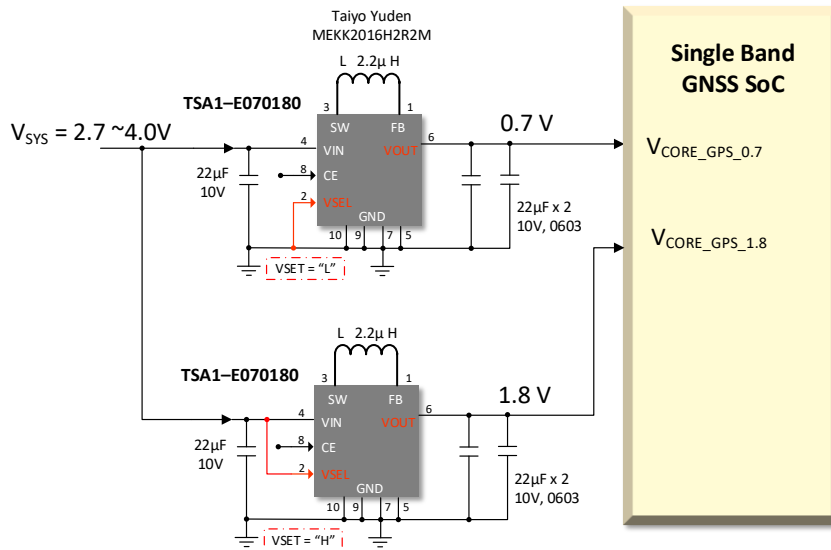 Taiyo Yuden
MEKK2016H2R2M
L 2.2µ H
TSA1–E070180
3 1
SW FB
V_SYS = 2.7 ~4.0V
4 VIN
VOUT 6
0.7 V
22µF
10V
8 CE
2 VSEL
GND
10 9 7 5
22µF x 2
10V, 0603
VSET = “L”
Single Band
GNSS SoC
V_CORE_GPS_0.7
V_CORE_GPS_1.8
L 2.2µ H
TSA1–E070180
3 1
SW FB
4 VIN
VOUT 6
1.8 V
22µF
10V
8 CE
2 VSEL
GND
10 9 7 5
22µF x 2
10V, 0603
VSET = “H”